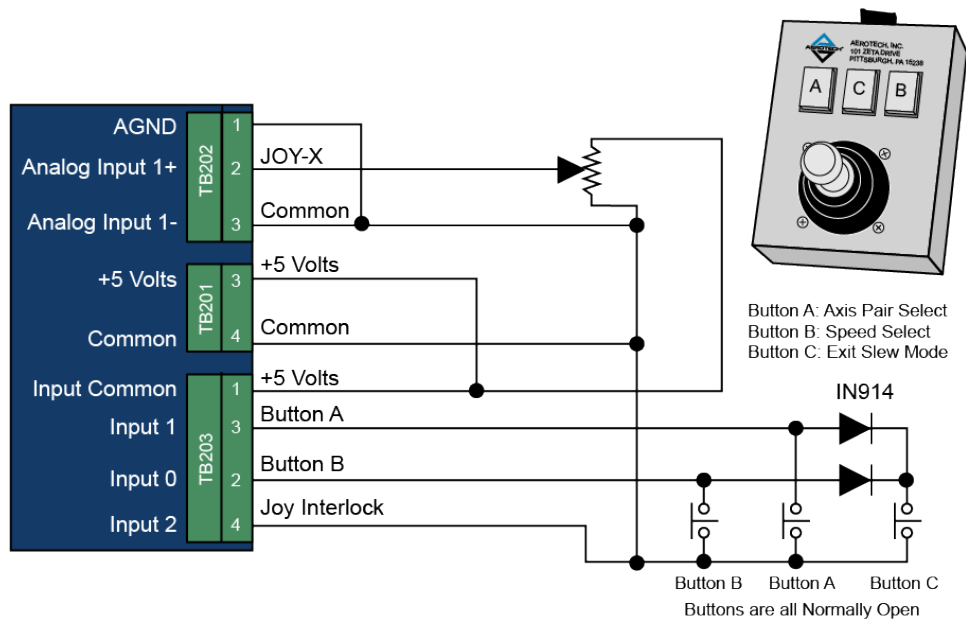 AEROTECH
AEROTECH, INC.
101 ZETA DRIVE
PITTSBURGH, PA 15238
A
C
B
AGND
Analog Input 1+
Analog Input 1-
TB202
1
2
3
JOY-X
Common
+5 Volts
Common
TB201
3
4
+5 Volts
Common
Input Common
Input 1
Input 0
Input 2
TB203
1
3
2
4
+5 Volts
Button A
Button B
Joy Interlock
Button A: Axis Pair Select
Button B: Speed Select
Button C: Exit Slew Mode
IN914
Button B
Button A
Button C
Buttons are all Normally Open